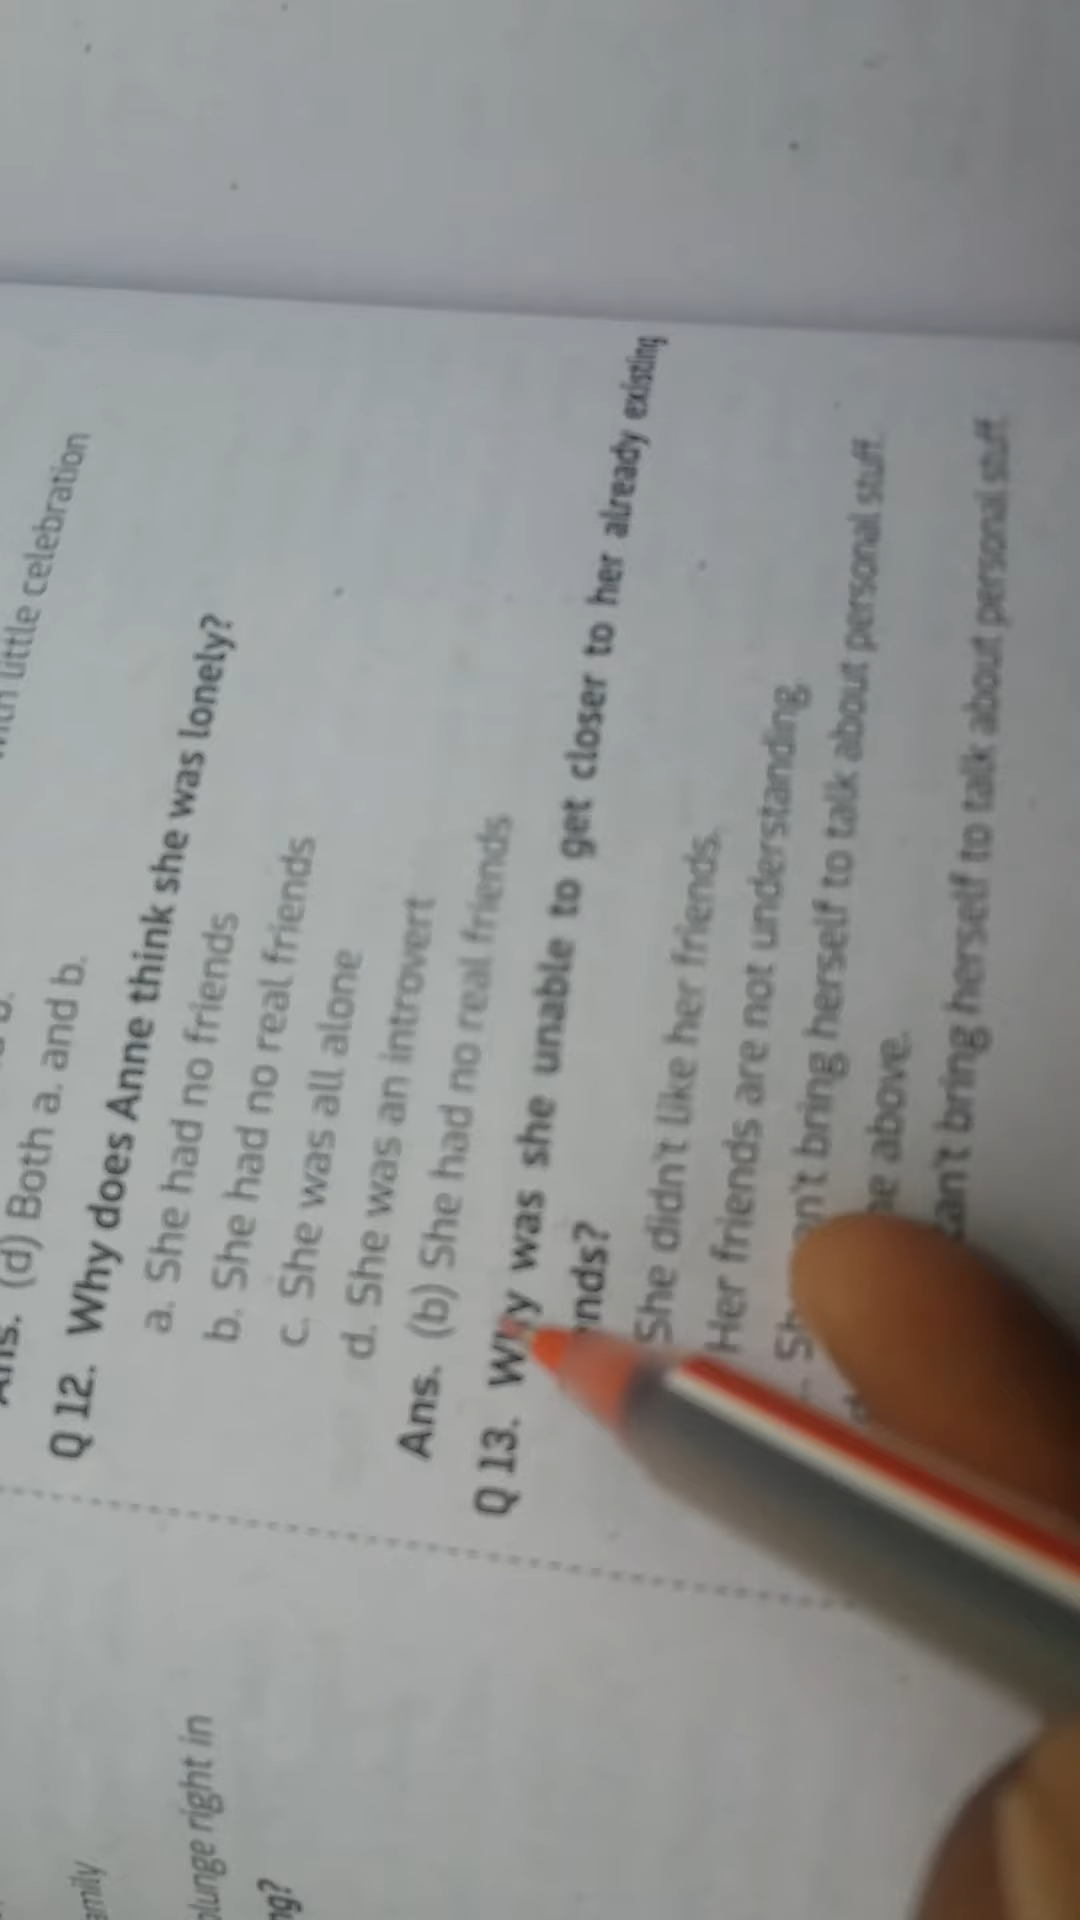 little celebration
(d) Both a. and b.
Q 12. Why does Anne think she was lonely?
a. She had no friends
b. She had no real friends
c. She was all alone
d. She was an introvert
Ans. (b) She had no real friends
Q 13. Why was she unable to get closer to her already existing
She didn't like her friends.
Her friends are not understanding.
bring herself to talk about personal stuff.
above.
can't bring herself to talk about personal stuff.
plunge right in